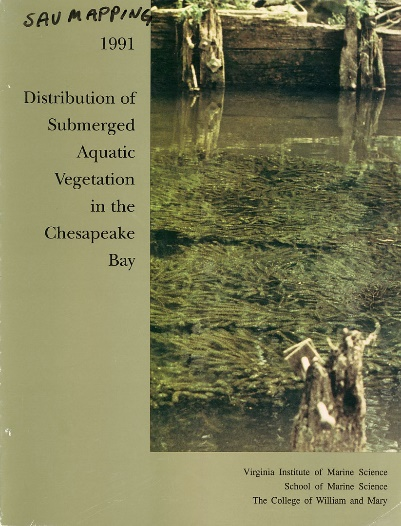 SAV MAPPING
1991
Distribution of
Submerged
Aquatic
Vegetation
in the
Chesapeake
Bay
Virginia Institute of Marine Science
School of Marine Science
The College of William and Mary